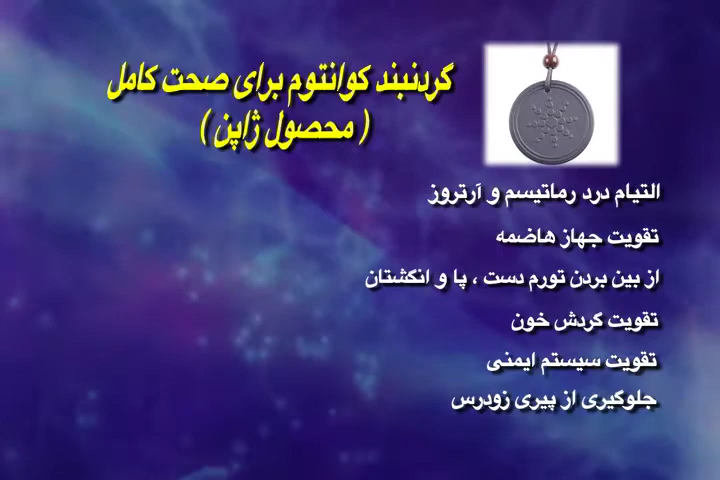 گردنبند کوانتوم برای صحت کامل
( محصول ژاپن )
التیام درد رماتیسم و آرتروز
تقویت جهاز هاضمه
از بین بردن تورم دست ، پا و انگشتان
تقویت گردش خون
تقویت سیستم ایمنی
جلوگیری از پیری زودرس